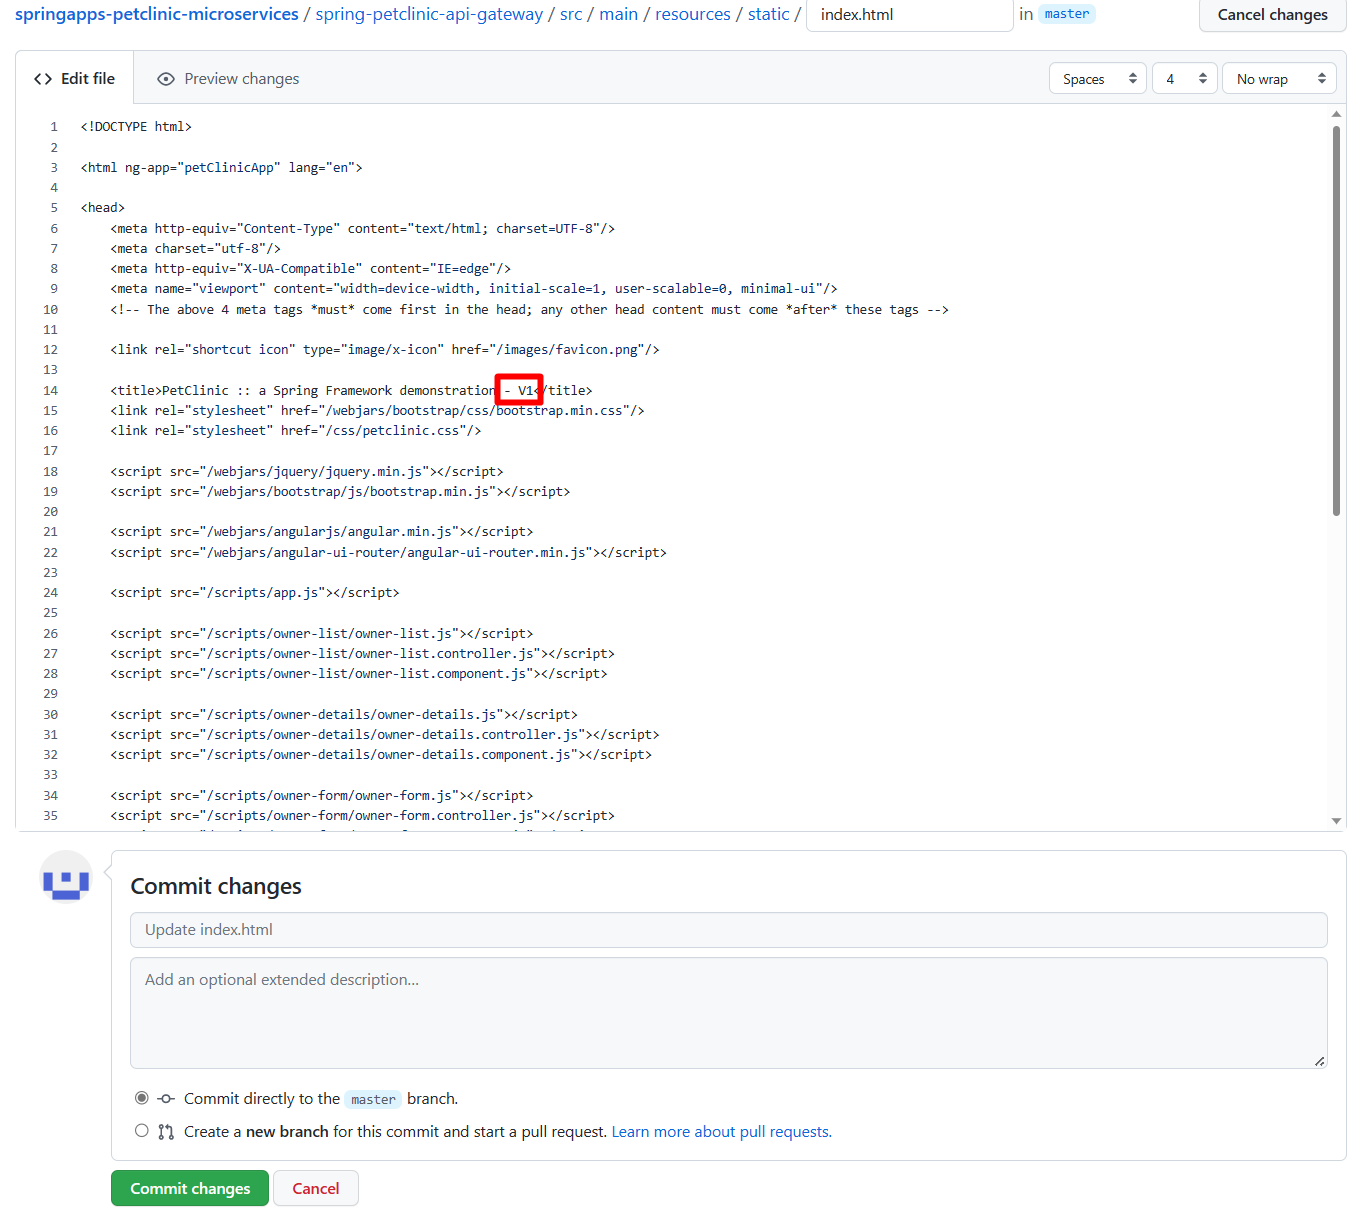 springapps-petclinic-microservices / spring-petclinic-api-gateway / src / main / resources / static / index.html in master Cancel changes
Edit file Preview changes Spaces 4 No wrap
1 <!DOCTYPE html>
2
3 <html ng-app="petClinicApp" lang="en">
4
5 <head>
6 <meta http-equiv="Content-Type" content="text/html; charset=UTF-8"/>
7 <meta charset="utf-8"/>
8 <meta http-equiv="X-UA-Compatible" content="IE=edge"/>
9 <meta name="viewport" content="width=device-width, initial-scale=1, user-scalable=0, minimal-ui"/>
10 <!-- The above 4 meta tags *must* come first in the head; any other head content must come *after* these tags -->
11
12 <link rel="shortcut icon" type="image/x-icon" href="/images/favicon.png"/>
13
14 <title>PetClinic :: a Spring Framework demonstration - V1</title>
15 <link rel="stylesheet" href="/webjars/bootstrap/css/bootstrap.min.css"/>
16 <link rel="stylesheet" href="/css/petclinic.css"/>
17
18 <script src="/webjars/jquery/jquery.min.js"></script>
19 <script src="/webjars/bootstrap/js/bootstrap.min.js"></script>
20
21 <script src="/webjars/angularjs/angular.min.js"></script>
22 <script src="/webjars/angular-ui-router/angular-ui-router.min.js"></script>
23
24 <script src="/scripts/app.js"></script>
25
26 <script src="/scripts/owner-list/owner-list.js"></script>
27 <script src="/scripts/owner-list/owner-list.controller.js"></script>
28 <script src="/scripts/owner-list/owner-list.component.js"></script>
29
30 <script src="/scripts/owner-details/owner-details.js"></script>
31 <script src="/scripts/owner-details/owner-details.controller.js"></script>
32 <script src="/scripts/owner-details/owner-details.component.js"></script>
33
34 <script src="/scripts/owner-form/owner-form.js"></script>
35 <script src="/scripts/owner-form/owner-form.controller.js"></script>
Commit changes
Update index.html
Add an optional extended description...
Commit directly to the master branch.
Create a new branch for this commit and start a pull request. Learn more about pull requests.
Commit changes Cancel